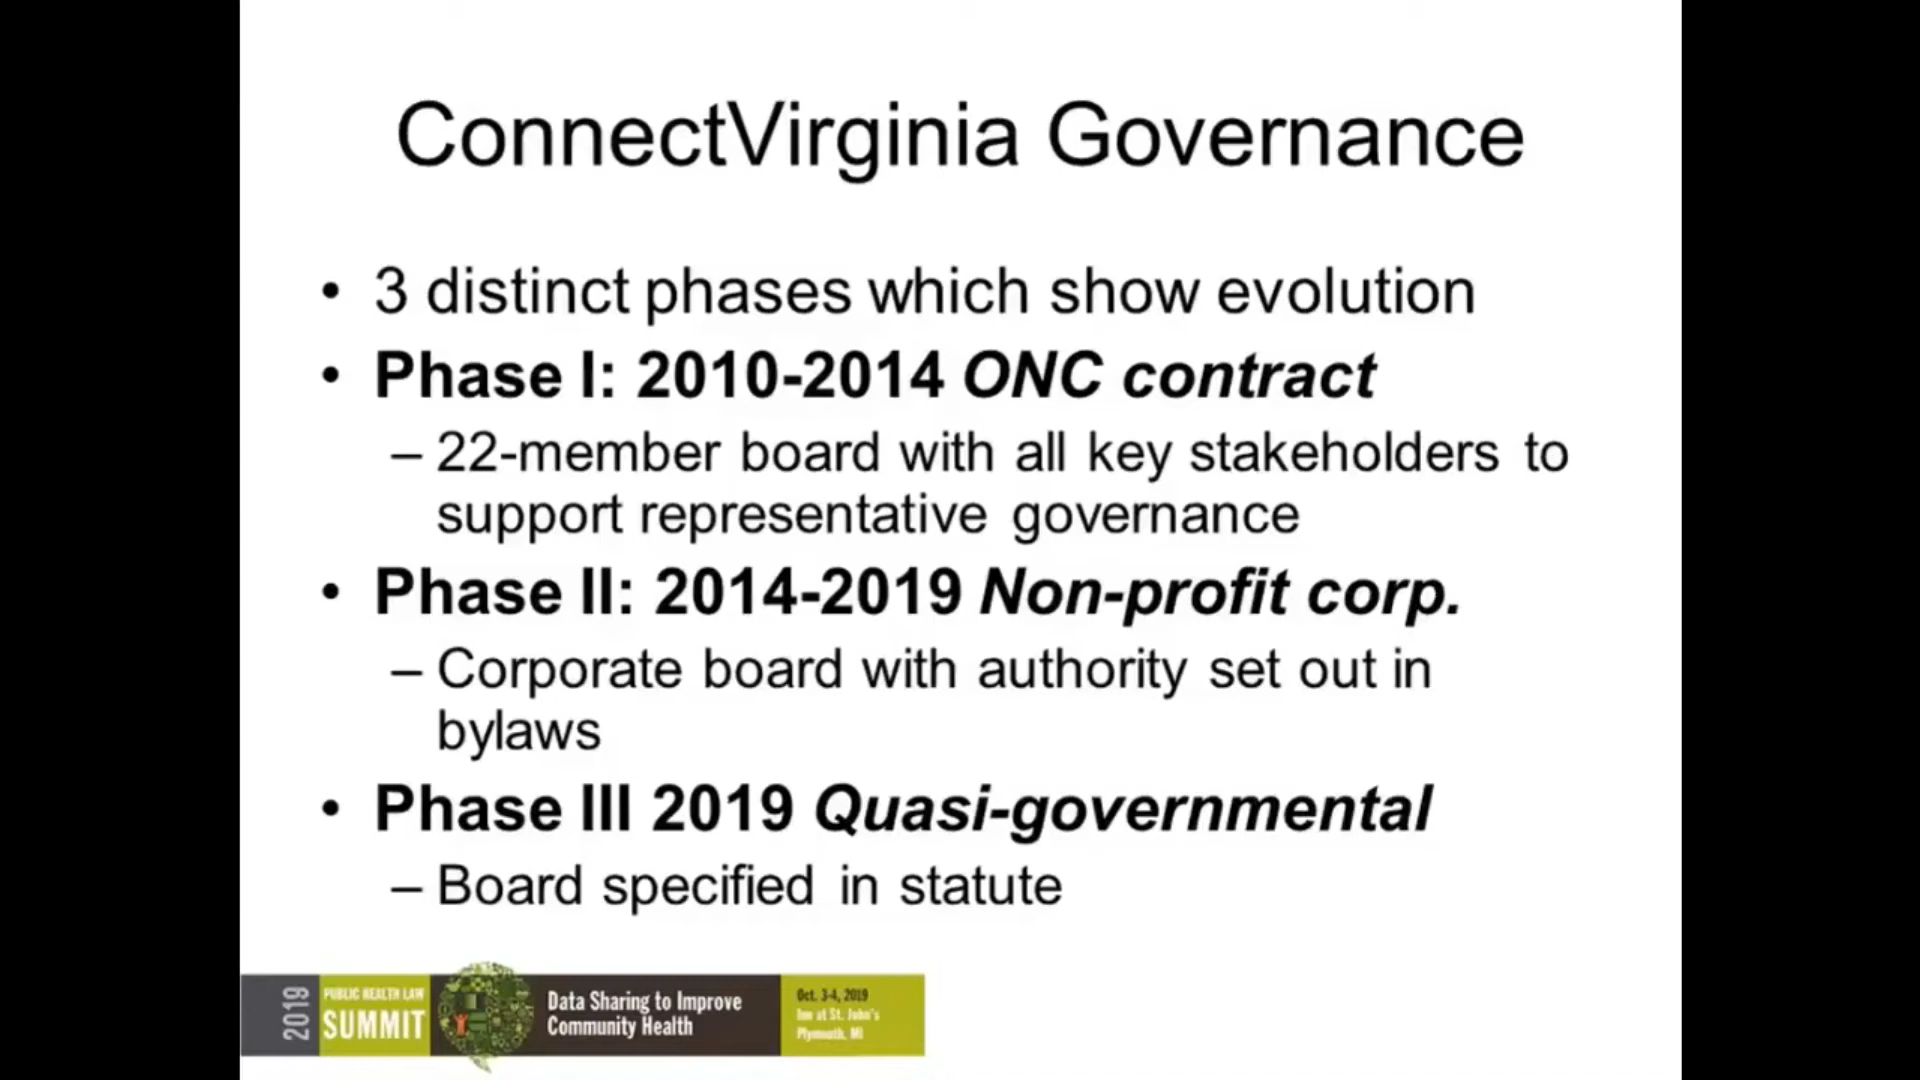 ConnectVirginia Governance
• 3 distinct phases which show evolution
• Phase I: 2010-2014 ONC contract
– 22-member board with all key stakeholders to
support representative governance
• Phase II: 2014-2019 Non-profit corp.
– Corporate board with authority set out in
bylaws
• Phase III 2019 Quasi-governmental
– Board specified in statute
2019
PUBLIC HEALTH LAW
SUMMIT
Data Sharing to Improve
Community Health
Oct. 3-4, 2019
Inn at St. John's
Plymouth, MI